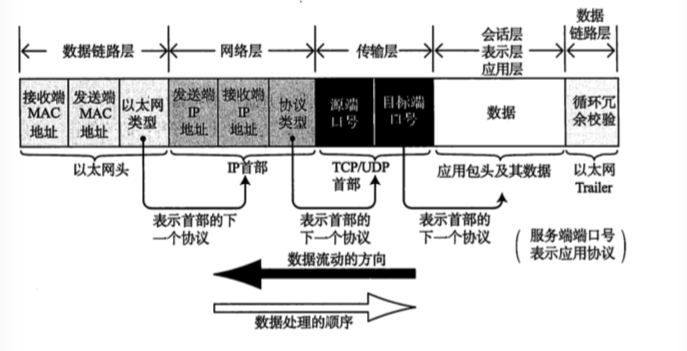 数据链路层
网络层
传输层
会话层
表示层
应用层
数据
链路层
接收端
MAC
地址
发送端
MAC
地址
以太网
类型
发送端
IP
地址
接收端
IP
地址
协议
类型
源端
口号
目标端
口号
数据
循环冗
余校验
以太网头
IP首部
TCP/UDP
首部
应用包头及其数据
以太网
Trailer
表示首部的下
一个协议
表示首部的
下一个协议
表示首部的
下一个协议
(服务端端口号
表示应用协议)
数据流动的方向
数据处理的顺序